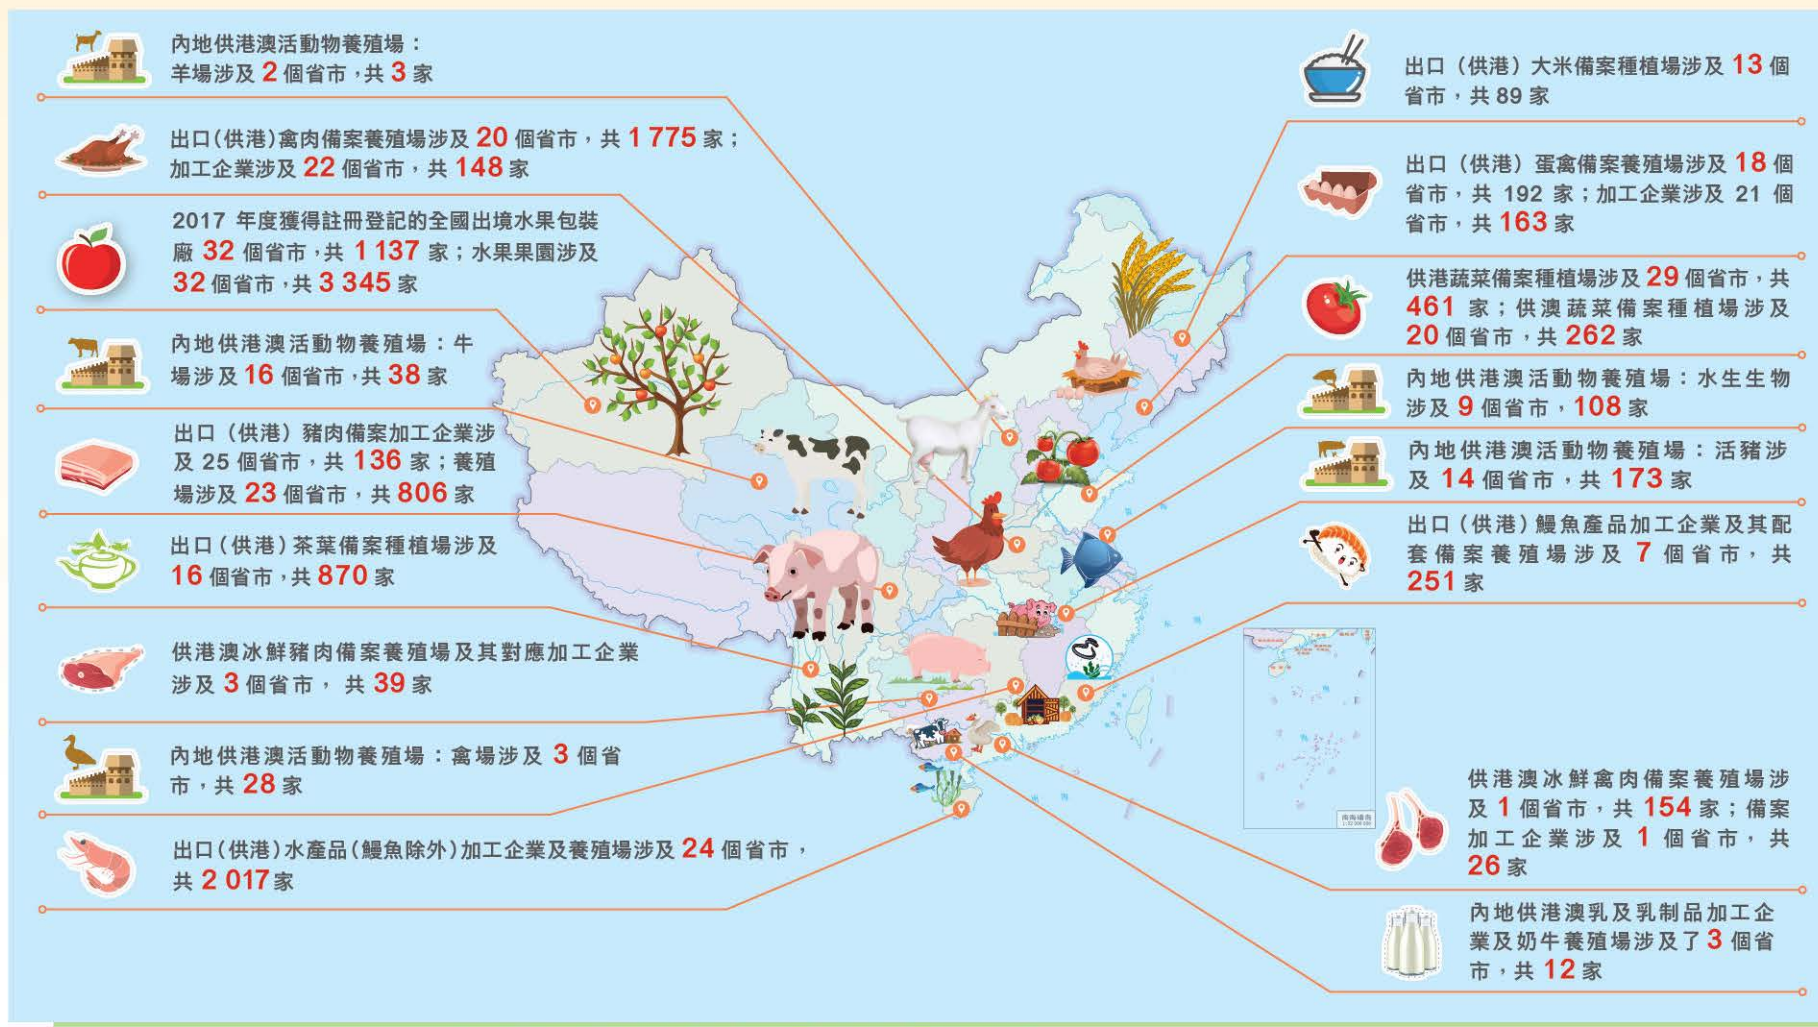 內地供港澳活動物養殖場：
羊場涉及 2 個省市，共 3 家
出口（供港）禽肉備案養殖場涉及 20 個省市，共 1 775 家；
加工企業涉及 22 個省市，共 148 家
2017 年度獲得註冊登記的全國出境水果包裝
廠 32 個省市，共 1 137 家；水果果園涉及
32 個省市，共 3 345 家
內地供港澳活動物養殖場：牛
場涉及 16 個省市，共 38 家
出口（供港）豬肉備案加工企業涉
及 25 個省市，共 136 家；養殖
場涉及 23 個省市，共 806 家
出口（供港）茶葉備案種植場涉及
16 個省市，共 870 家
供港澳冰鮮豬肉備案養殖場及其對應加工企業
涉及 3 個省市， 共 39 家
內地供港澳活動物養殖場：禽場涉及 3 個省
市，共 28 家
出口（供港）水產品（鰻魚除外）加工企業及養殖場涉及 24 個省市，
共 2 017 家
出口（供港）大米備案種植場涉及 13 個
省市，共 89 家
出口（供港）蛋禽備案養殖場涉及 18 個
省市，共 192 家；加工企業涉及 21 個
省市，共 163 家
供港蔬菜備案種植場涉及 29 個省市，共
461 家；供澳蔬菜備案種植場涉及
20 個省市，共 262 家
內地供港澳活動物養殖場：水生生物
涉及 9 個省市，108 家
內地供港澳活動物養殖場：活豬涉
及 14 個省市，共 173 家
出口（供港）鰻魚產品加工企業及其配
套備案養殖場涉及 7 個省市，共
251 家
南海諸島
供港澳冰鮮禽肉備案養殖場涉
及 1 個省市，共 154 家；備案
加工企業涉及 1 個省市，共
26 家
內地供港澳乳及乳制品加工企
業及奶牛養殖場涉及了 3 個省
市，共 12 家